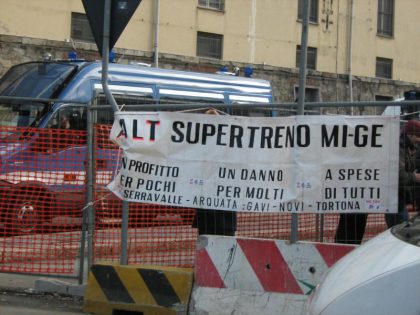 ALT SUPERTRENO MI-GE
UN PROFITTO UN DANNO A SPESE
PER POCHI PER MOLTI DI TUTTI
SERRAVALLE - ARQUATA - GAVI - NOVI - TORTONA